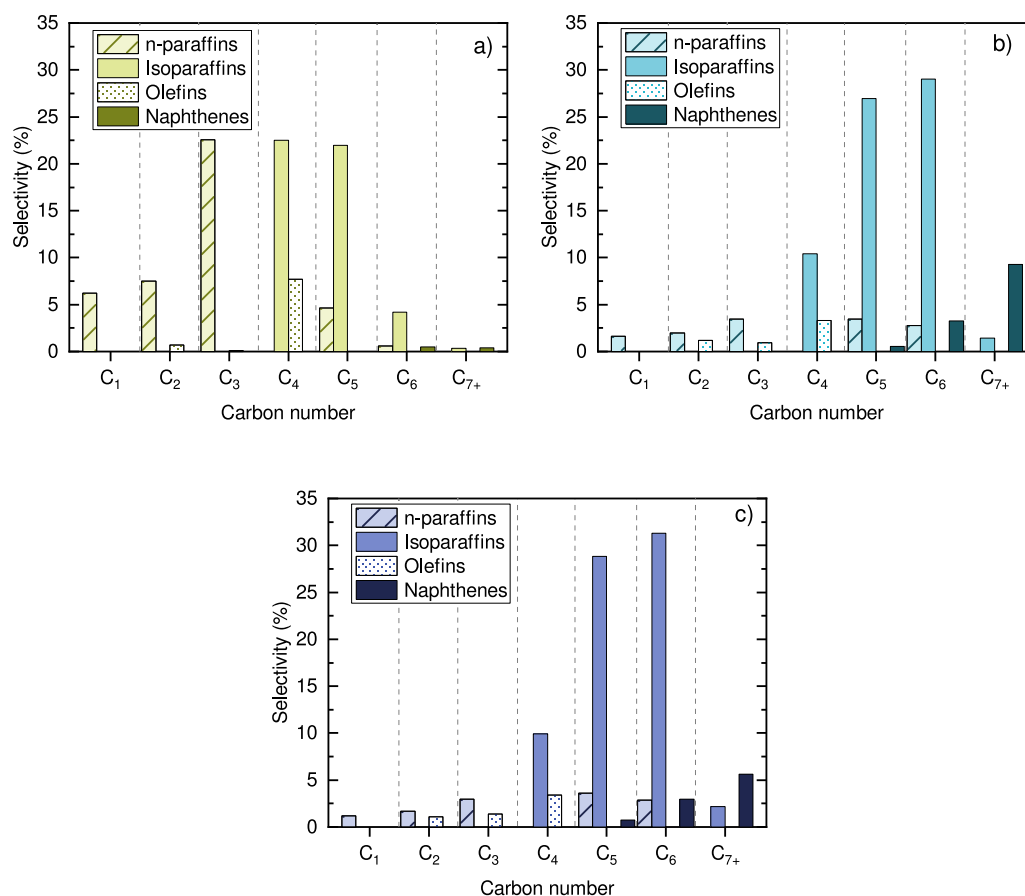 a)
n-paraffins
Isoparaffins
Olefins
Naphthenes
35
30
25
20
15
10
5
0
Selectivity (%)
C1 C2 C3 C4 C5 C6 C7+
Carbon number
b)
n-paraffins
Isoparaffins
Olefins
Naphthenes
35
30
25
20
15
10
5
0
Selectivity (%)
C1 C2 C3 C4 C5 C6 C7+
Carbon number
c)
n-paraffins
Isoparaffins
Olefins
Naphthenes
35
30
25
20
15
10
5
0
Selectivity (%)
C1 C2 C3 C4 C5 C6 C7+
Carbon number